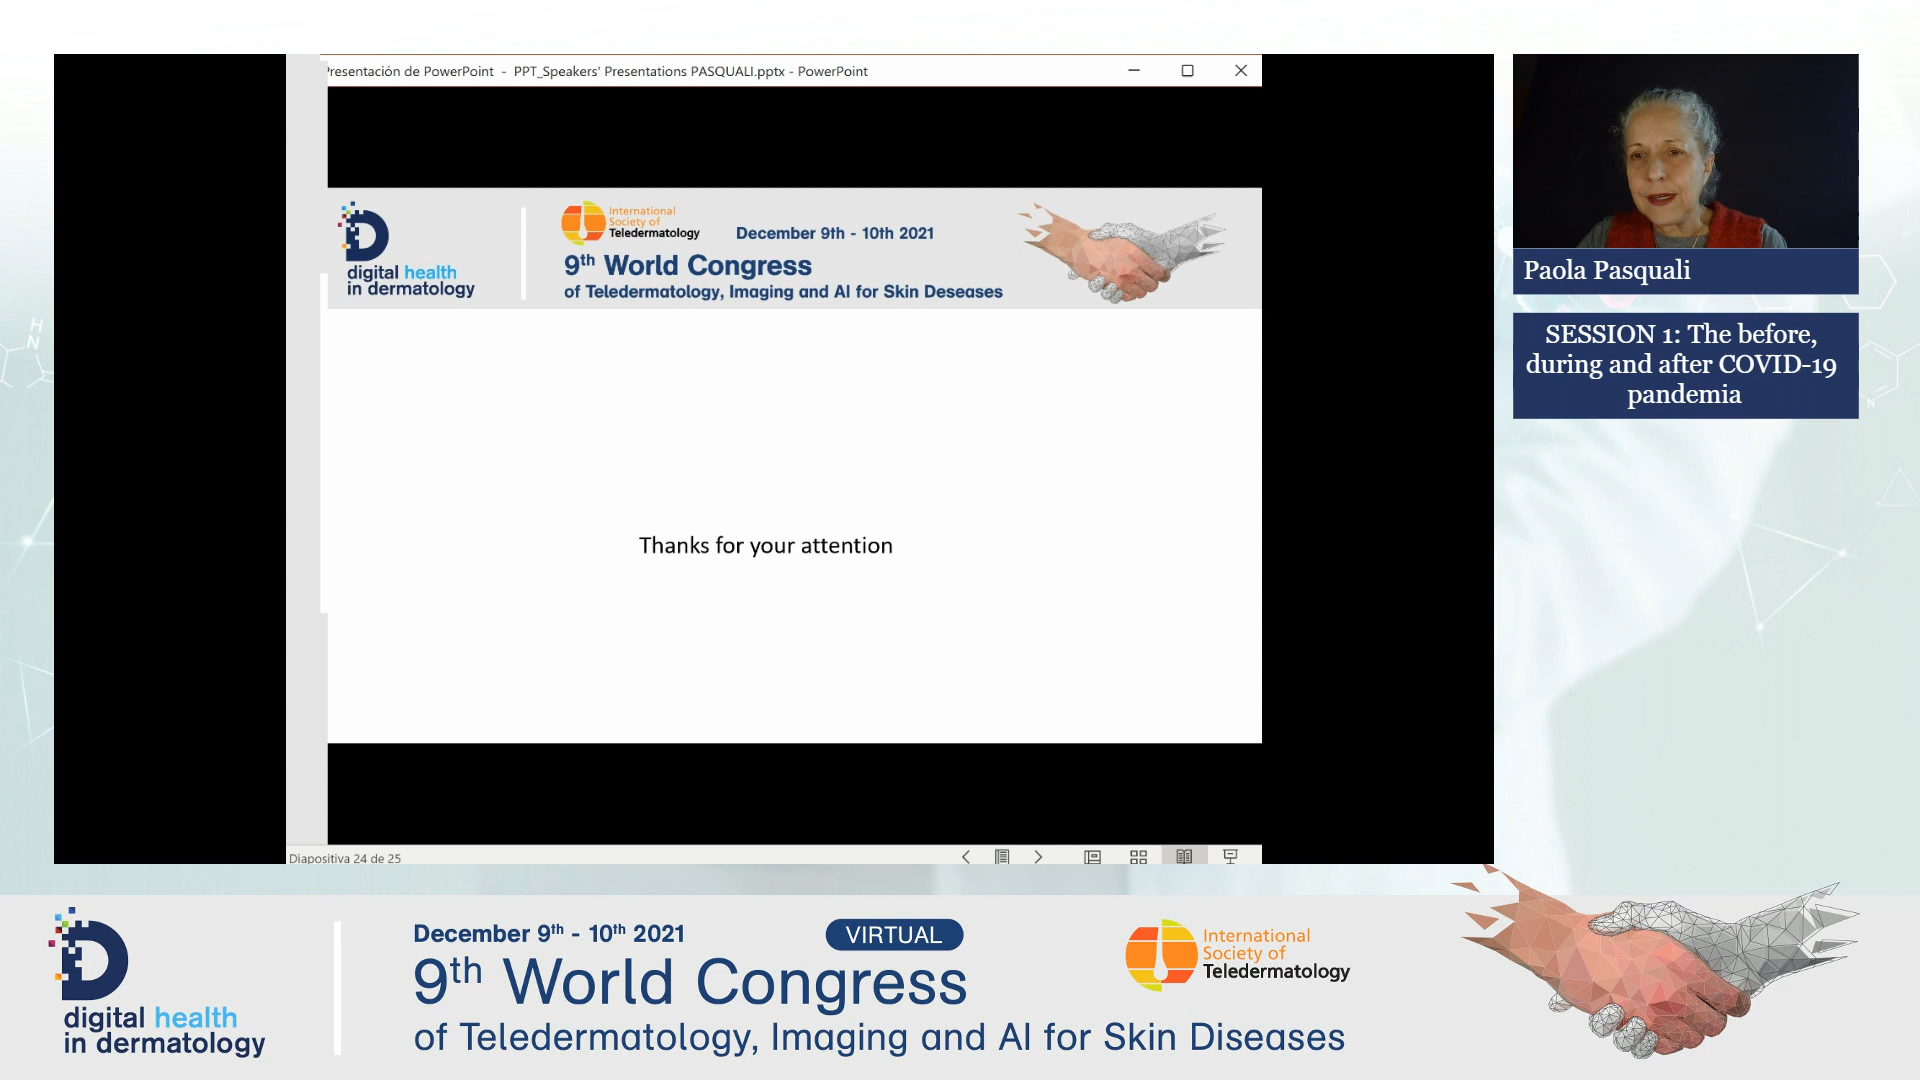 Presentación de PowerPoint - PPT_Speakers' Presentations PASQUALI.pptx - PowerPoint
digital health
in dermatology
International
Society of
Teledermatology
December 9th - 10th 2021
9th World Congress
of Teledermatology, Imaging and AI for Skin Deseases
Thanks for your attention
Diapositiva 24 de 25
Paola Pasquali
SESSION 1: The before,
during and after COVID-19
pandemia
H
N
N
digital health
in dermatology
December 9th - 10th 2021
VIRTUAL
9th World Congress
of Teledermatology, Imaging and AI for Skin Diseases
International
Society of
Teledermatology